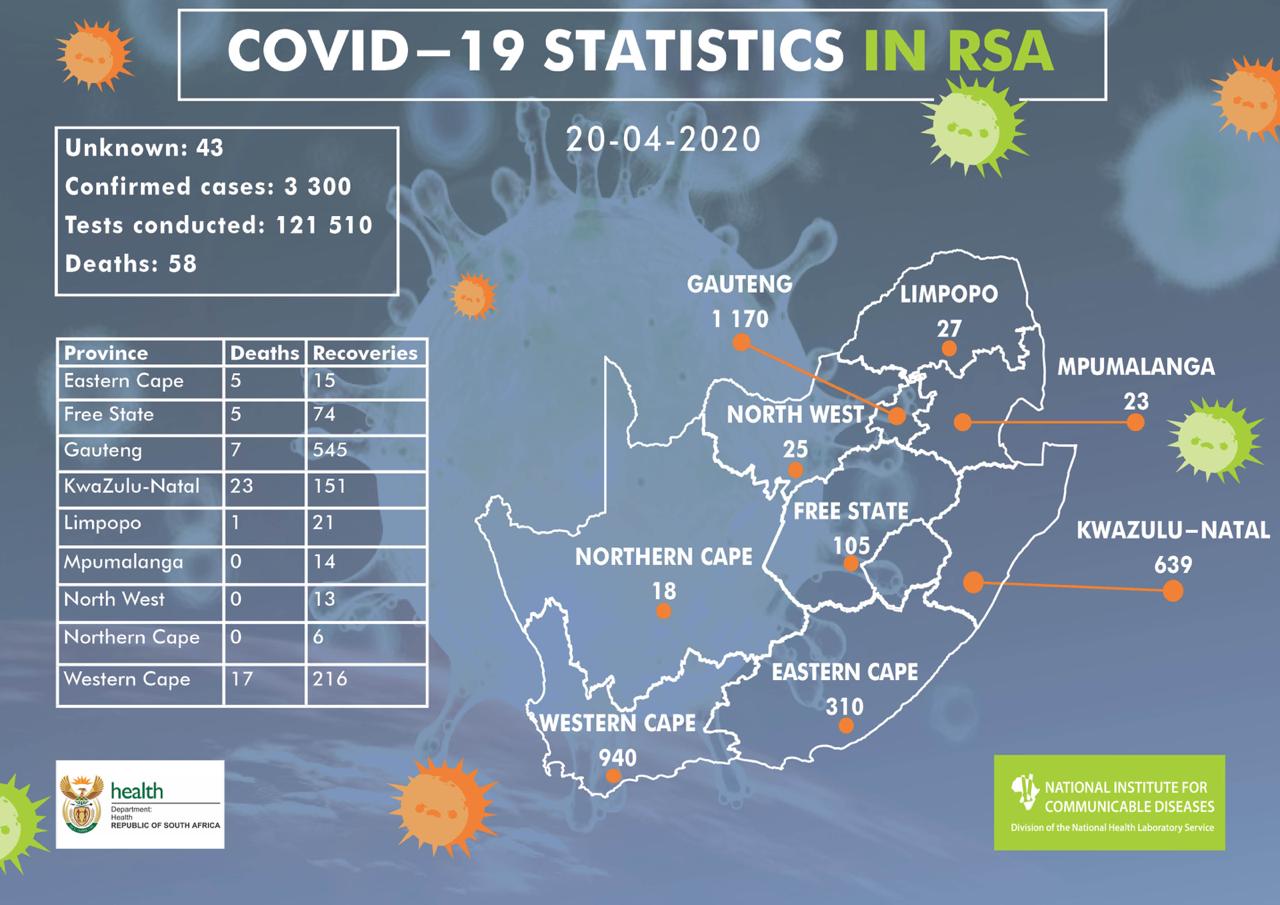 COVID–19 STATISTICS IN RSA
20-04-2020
Unknown: 43
Confirmed cases: 3 300
Tests conducted: 121 510
Deaths: 58
Province Deaths Recoveries
Eastern Cape 5 15
Free State 5 74
Gauteng 7 545
KwaZulu-Natal 23 151
Limpopo 1 21
Mpumalanga 0 14
North West 0 13
Northern Cape 0 6
Western Cape 17 216
GAUTENG
1 170
LIMPOPO
27
MPUMALANGA
23
NORTH WEST
25
FREE STATE
105
KWAZULU–NATAL
639
NORTHERN CAPE
18
EASTERN CAPE
310
WESTERN CAPE
940
health
Department:
Health
REPUBLIC OF SOUTH AFRICA
NATIONAL INSTITUTE FOR
COMMUNICABLE DISEASES
Division of the National Health Laboratory Service